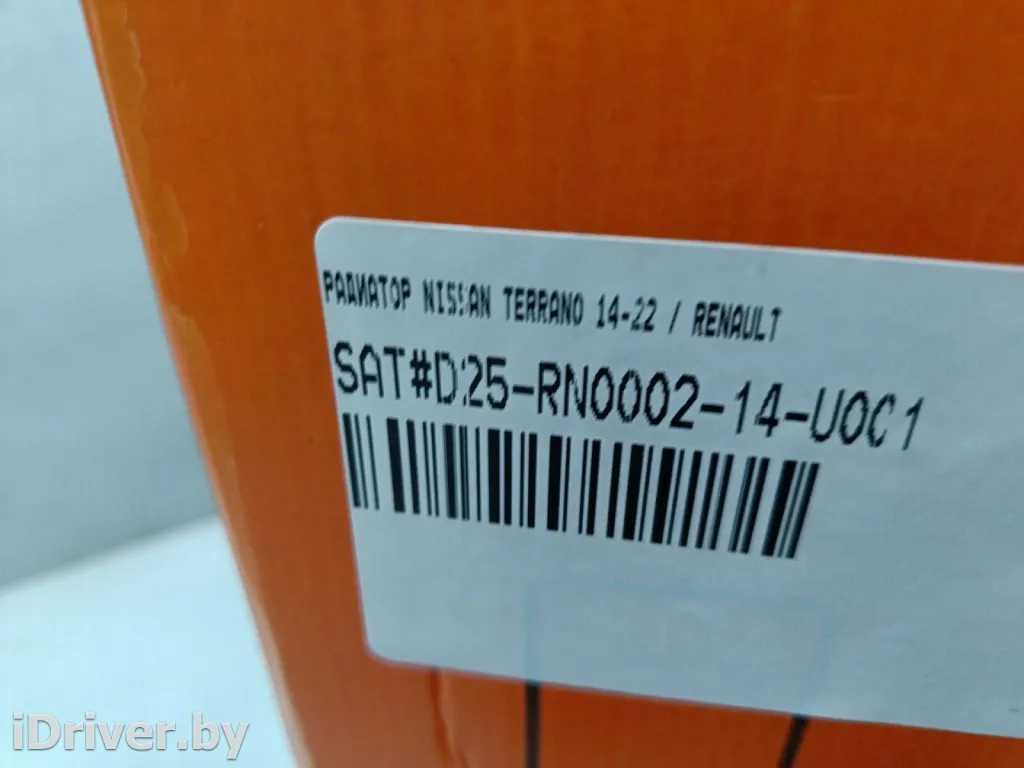 РАДИАТОР NISSAN TERRANO 14-22 / RENAULT
SAT#D25-RN0002-14-U0C1
iDriver.by